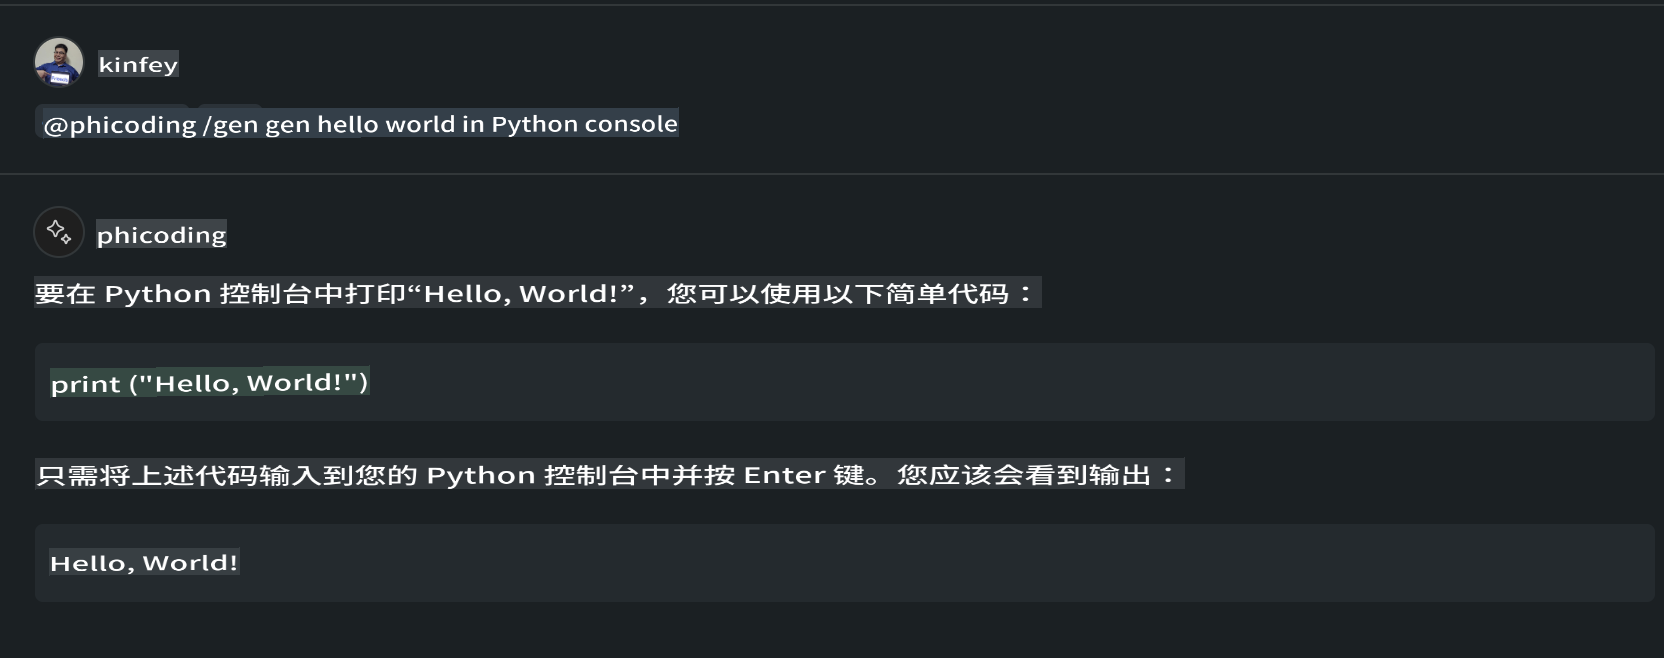 kinfey
@phicoding /gen gen hello world in Python console
phicoding
要在 Python 控制台中打印“Hello, World!”，您可以使用以下简单代码：
print ("Hello, World!")
只需将上述代码输入到您的 Python 控制台中并按 Enter 键。您应该会看到输出：
Hello, World!